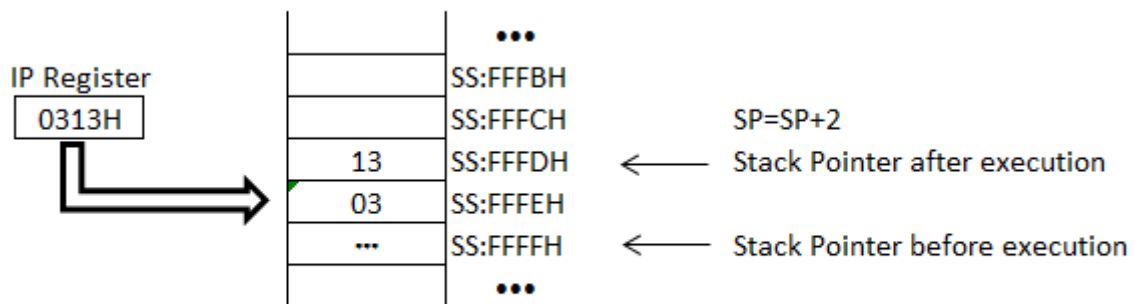 •••
IP Register
SS:FFFBH
0313H
SS:FFFCH SP=SP+2
13 SS:FFFDH Stack Pointer after execution
03 SS:FFFEH
... SS:FFFFH Stack Pointer before execution
•••